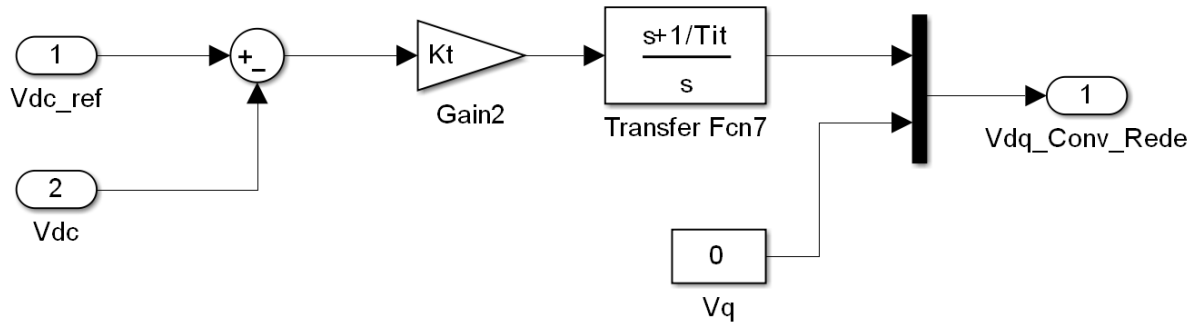 1
Vdc_ref
+
−
Kt
Gain2
s+1/Tit
s
Transfer Fcn7
1
Vdq_Conv_Rede
2
Vdc
0
Vq